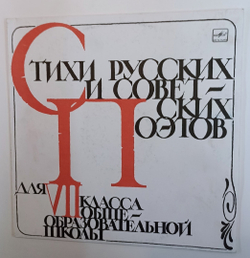 СТИХИ РУССКИХ
И СОВЕТ-
СКИХ
ПОЭТОВ
ДЛЯ VII КЛАССА
ОБЩЕ-
ОБРАЗОВАТЕЛЬНОЙ
ШКОЛЫ